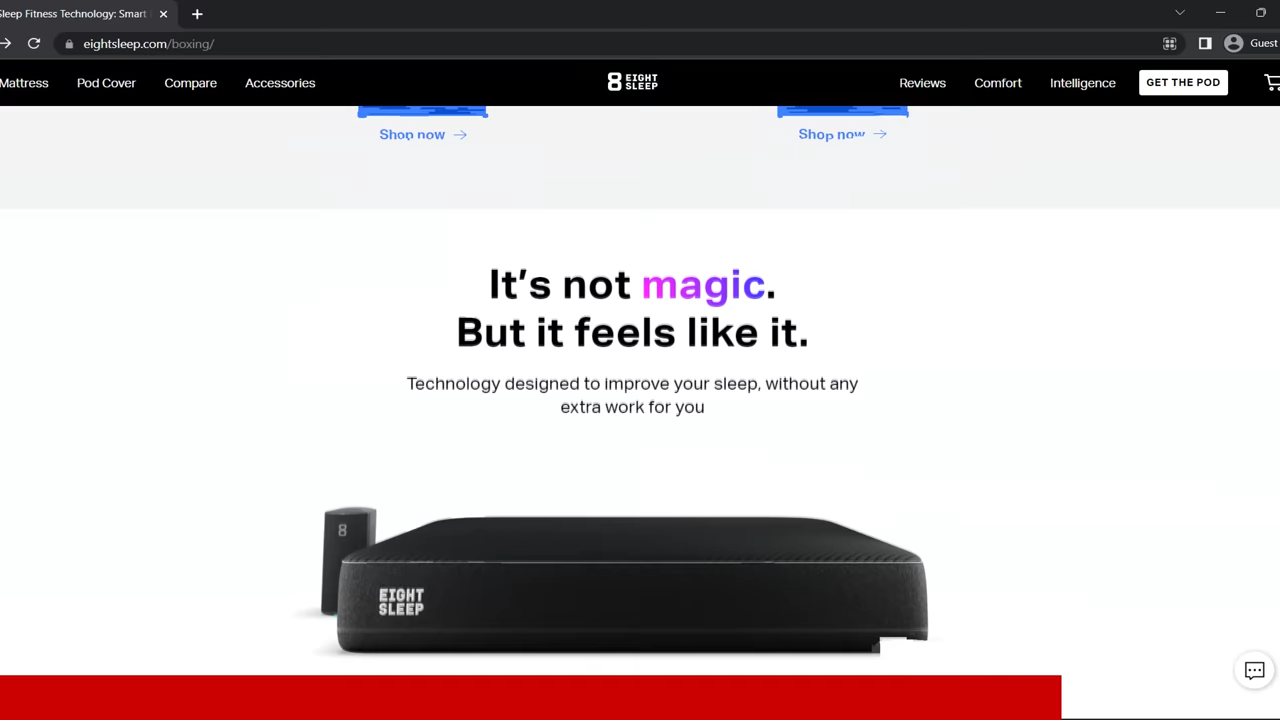 Sleep Fitness Technology: Smart
eightsleep.com/boxing/
Guest
Mattress
Pod Cover
Compare
Accessories
8 EIGHT
SLEEP
Reviews
Comfort
Intelligence
GET THE POD
Shop now
Shop now
It's not magic.
But it feels like it.
Technology designed to improve your sleep, without any
extra work for you
8
EIGHT
SLEEP